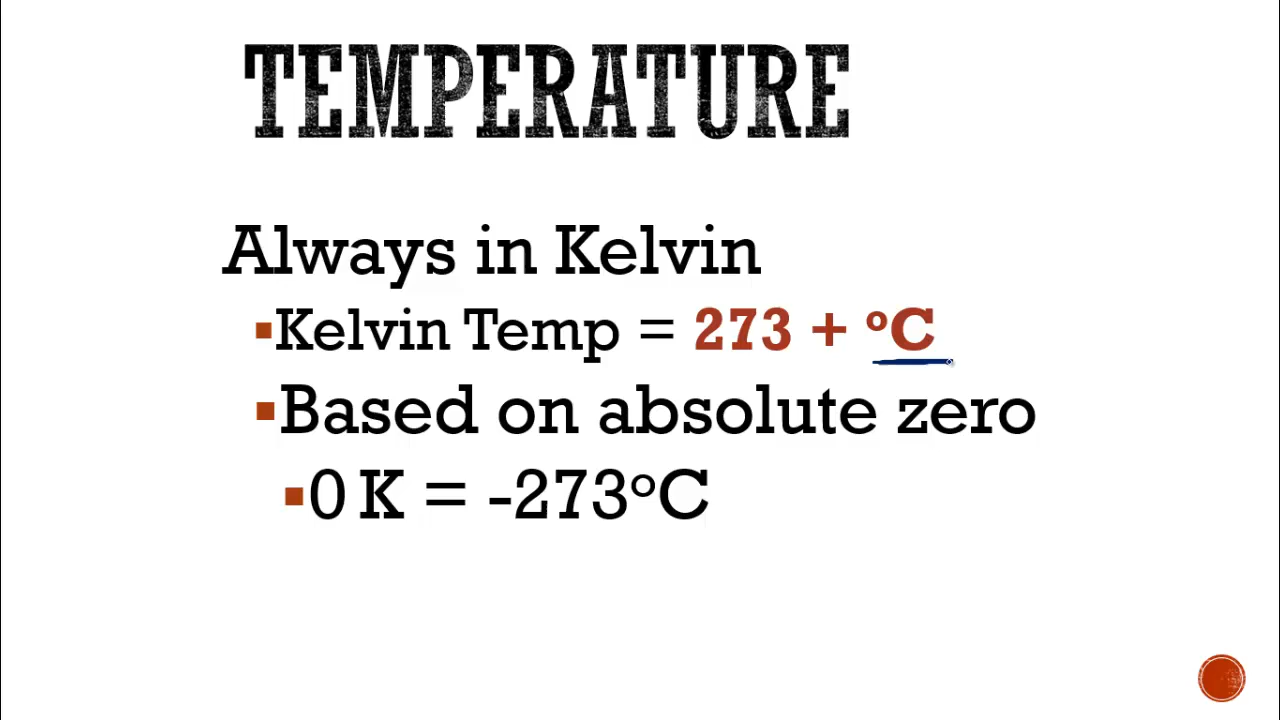 TEMPERATURE
Always in Kelvin
▪Kelvin Temp = 273 + ºC
▪Based on absolute zero
▪0 K = -273ºC